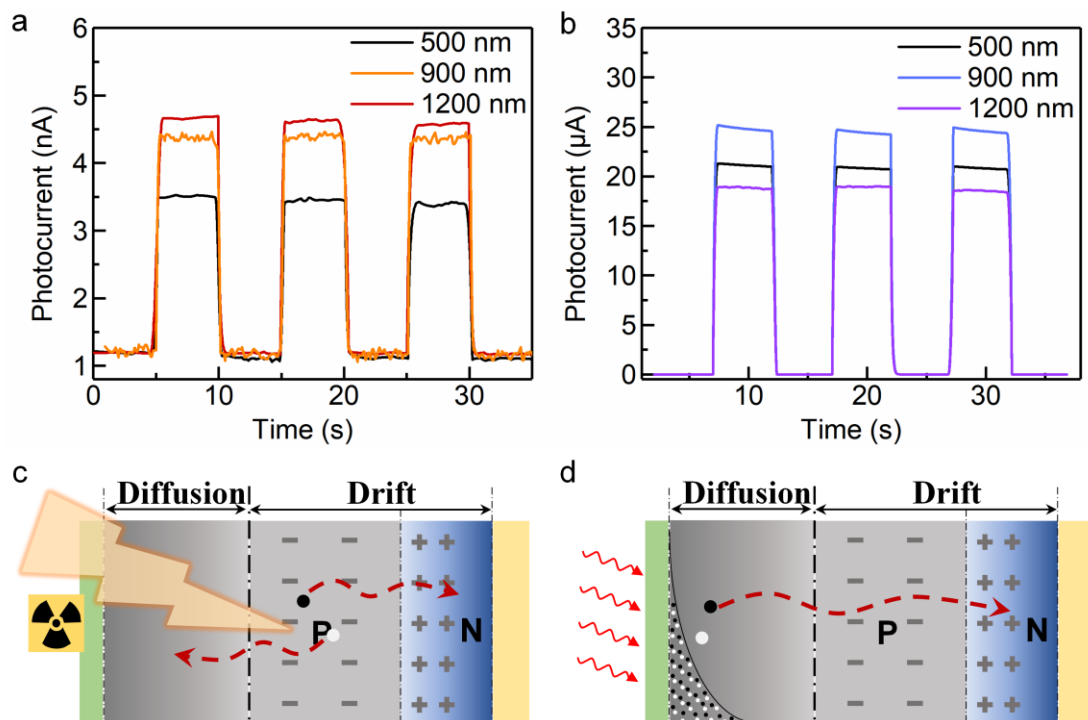 a
500 nm
900 nm
1200 nm
Photocurrent (nA)
6
5
4
3
2
1
0
10
20
30
Time (s)
b
500 nm
900 nm
1200 nm
Photocurrent (µA)
35
30
25
20
15
10
5
0
10
20
30
Time (s)
c
Diffusion
Drift
P
N
d
Diffusion
Drift
P
N